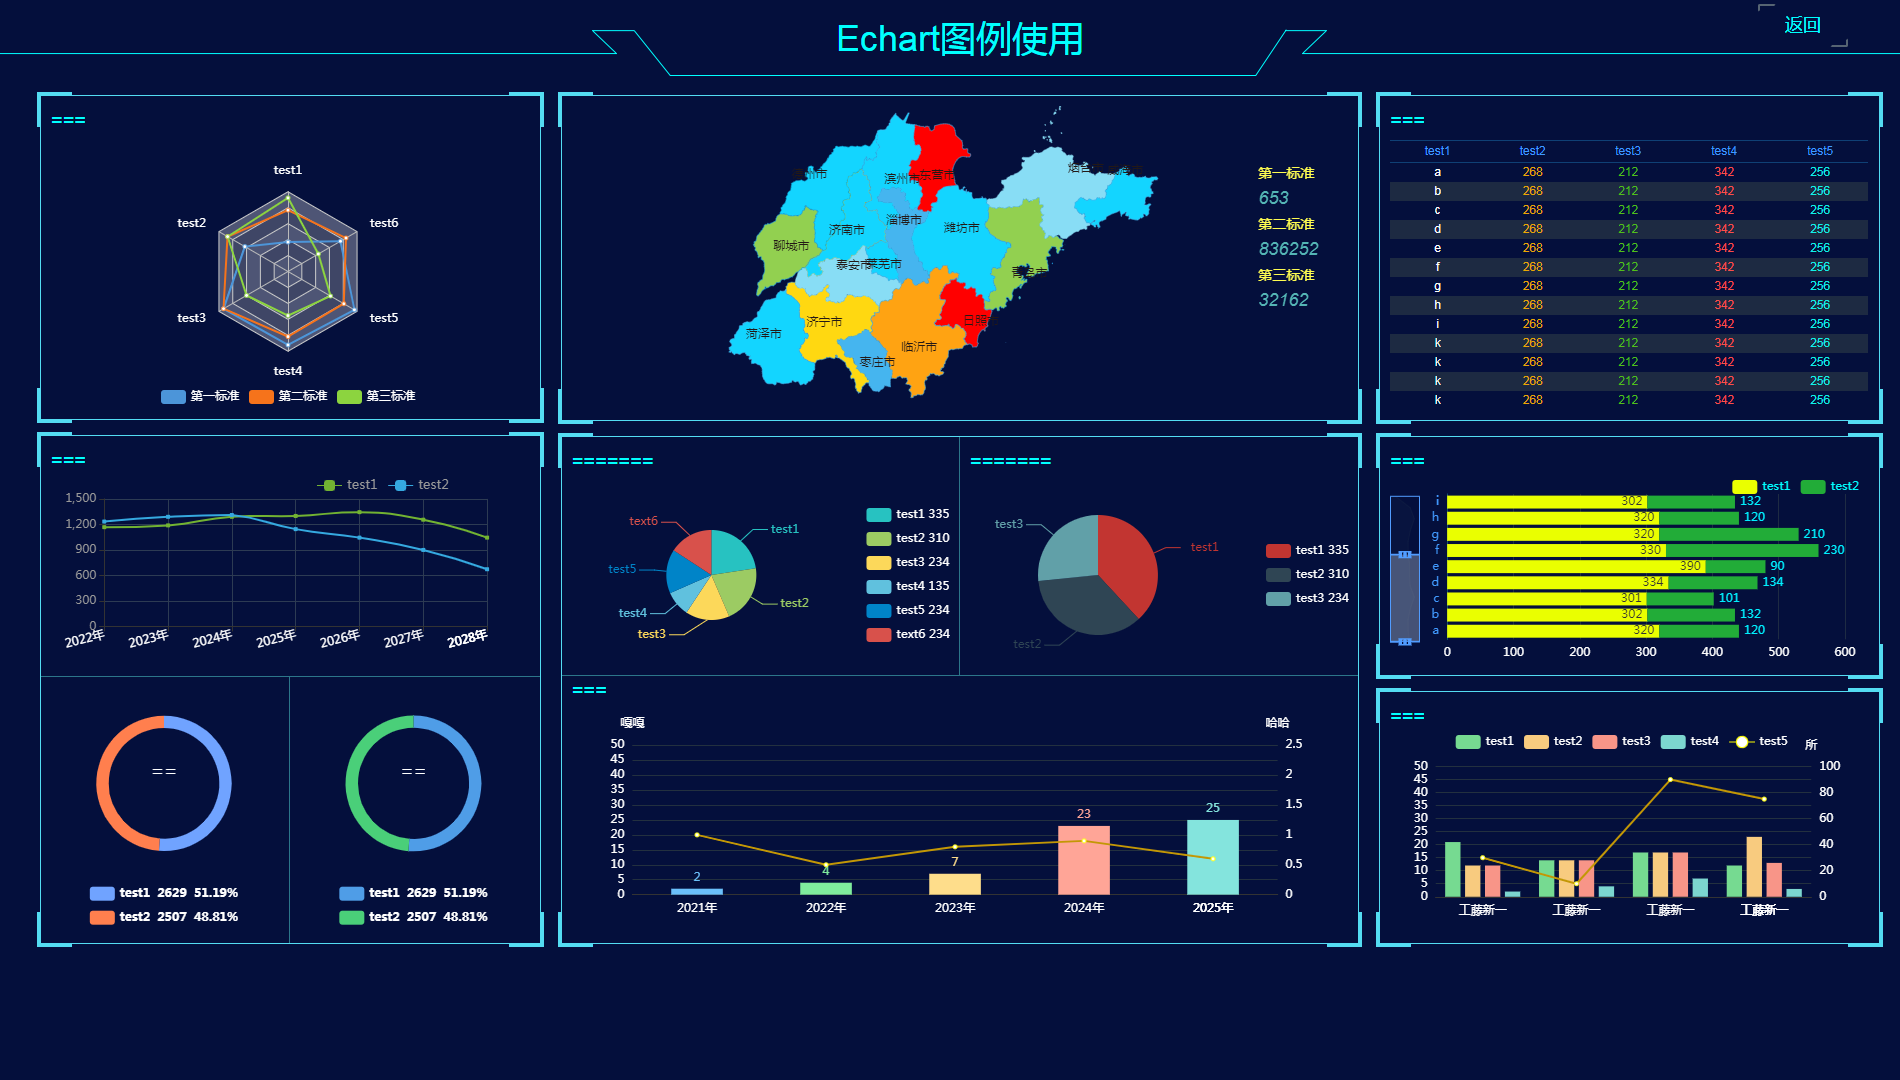 Echart图例使用
返回
===
test1
test2
test6
test3
test5
test4
第一标准 第二标准 第三标准
滨州市
东营市
淄博市
济南市
潍坊市
聊城市
泰安市
莱芜市
济宁市
菏泽市
日照市
临沂市
枣庄市
第一标准
653
第二标准
836252
第三标准
32162
===
test1 test2 test3 test4 test5
a 268 212 342 256
b 268 212 342 256
c 268 212 342 256
d 268 212 342 256
e 268 212 342 256
f 268 212 342 256
g 268 212 342 256
h 268 212 342 256
i 268 212 342 256
k 268 212 342 256
k 268 212 342 256
k 268 212 342 256
k 268 212 342 256
===
test1 test2
1,500
1,200
900
600
300
0
2022年 2023年 2024年 2025年 2026年 2027年 2028年
==
test1 2629 51.19%
test2 2507 48.81%
==
test1 2629 51.19%
test2 2507 48.81%
=======
text6
test1
test5
test4
test2
test3
test1 335
test2 310
test3 234
test4 135
test5 234
text6 234
=======
test3
test1
test2
test1 335
test2 310
test3 234
===
嘎嘎 哈哈
50 2.5
45
40 2
35
30 1.5
25
20 1
15
10 0.5
5
0 0
2 4 7 23 25
2021年 2022年 2023年 2024年 2025年
===
test1 test2
i 302 132
h 320 120
g 320 210
f 330 230
e 390 90
d 334 134
c 301 101
b 302 132
a 320 120
0 100 200 300 400 500 600
===
test1 test2 test3 test4 test5
所
50 100
45
40 80
35
30 60
25
20 40
15
10 20
5
0 0
工藤新一 工藤新一 工藤新一 工藤新一